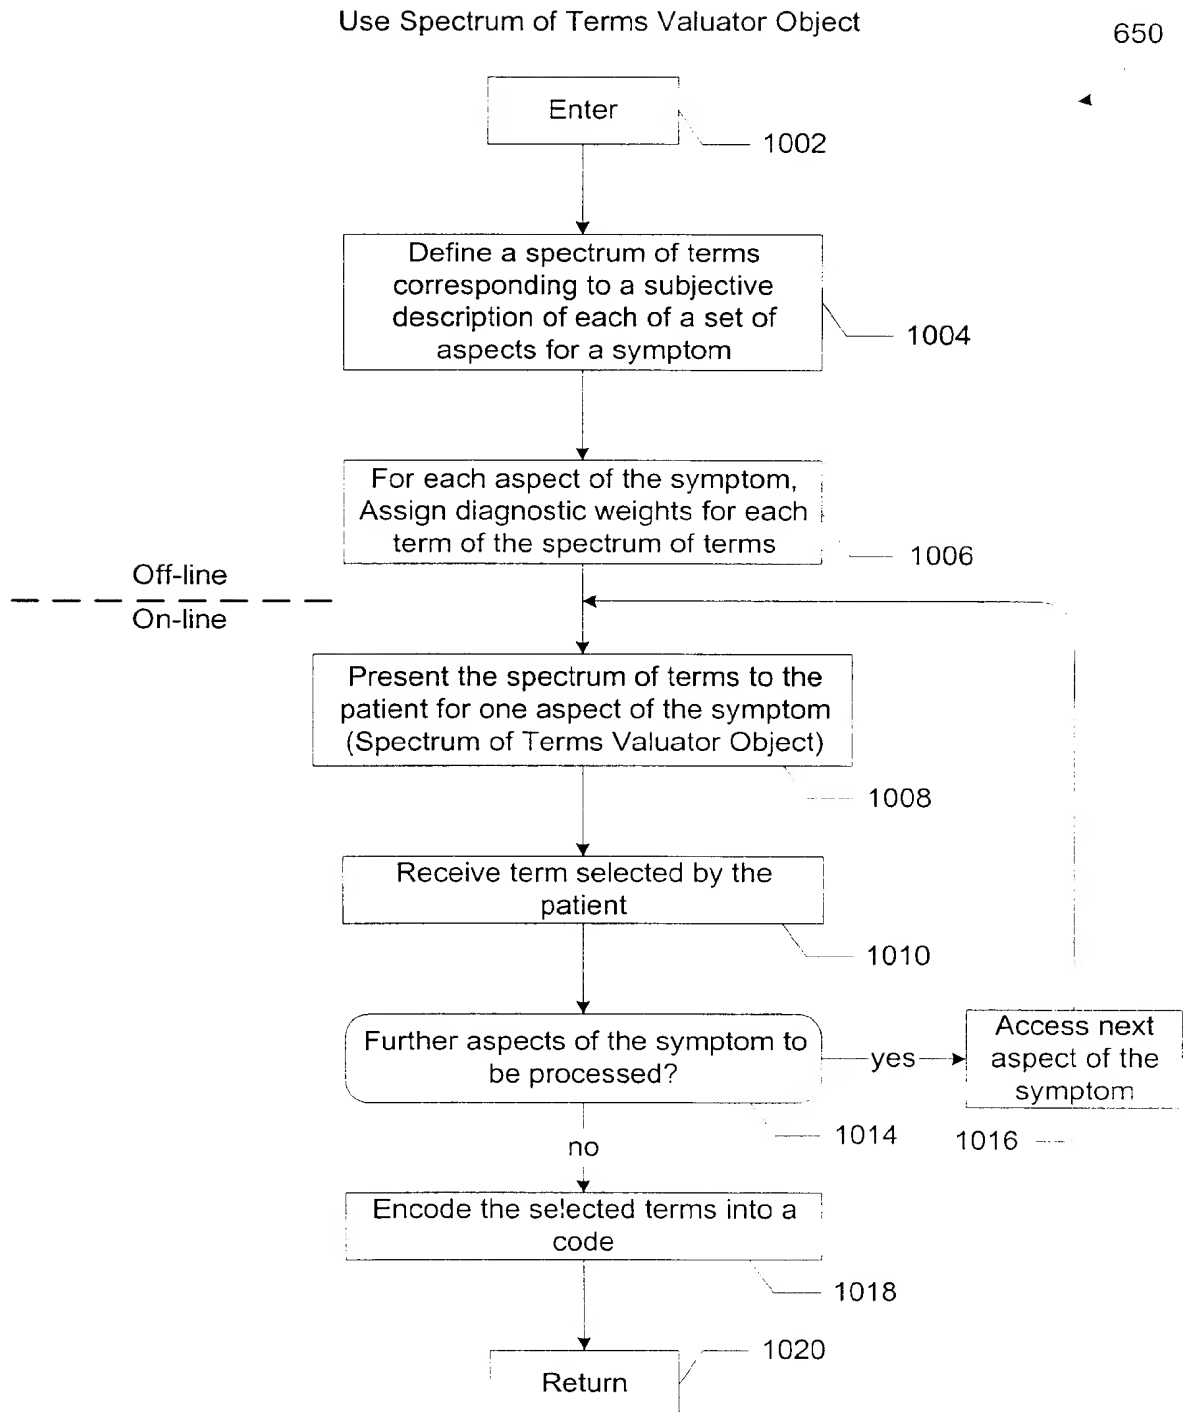 Use Spectrum of Terms Valuator Object
650
Enter
1002
Define a spectrum of terms
corresponding to a subjective
description of each of a set of
aspects for a symptom
1004
For each aspect of the symptom,
Assign diagnostic weights for each
term of the spectrum of terms
1006
Off-line
On-line
Present the spectrum of terms to the
patient for one aspect of the symptom
(Spectrum of Terms Valuator Object)
1008
Receive term selected by the
patient
1010
Further aspects of the symptom to
be processed?
yes
Access next
aspect of the
symptom
1014
1016
no
Encode the selected terms into a
code
1018
1020
Return